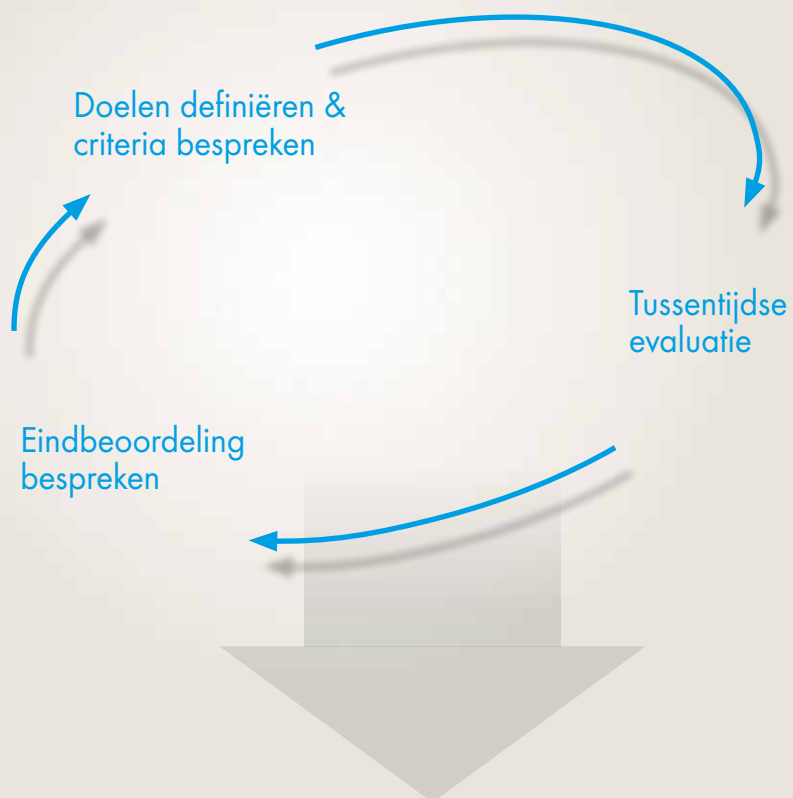 Doelen definiëren &
criteria bespreken
Tussentijdse
evaluatie
Eindbeoordeling
bespreken